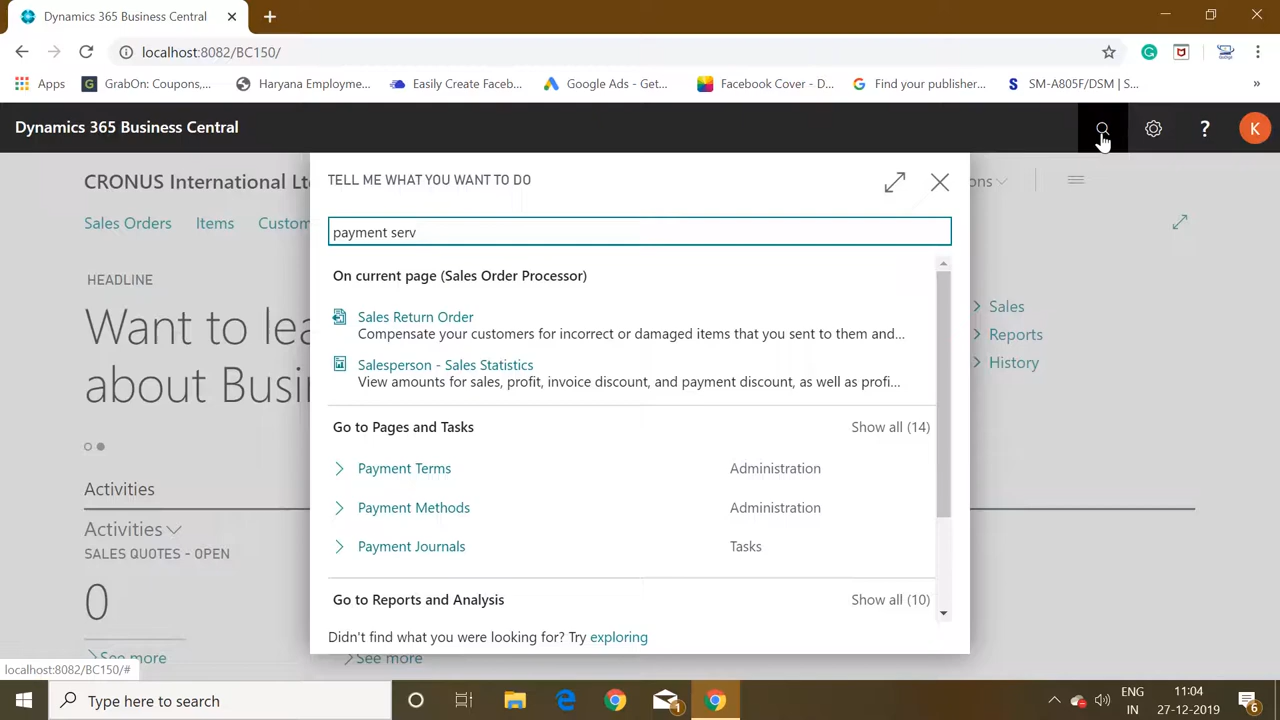 Dynamics 365 Business Central
localhost:8082/BC150/
Apps GrabOn: Coupons,... Haryana Employme... Easily Create Faceb... Google Ads - Get... Facebook Cover - D... Find your publisher... SM-A805F/DSM | S... »
Dynamics 365 Business Central ? K
CRONUS International Lt
ons
Sales Orders Items Custom
HEADLINE
Want to lea
about Busi
Activities
Activities
SALES QUOTES - OPEN
0
See more
See more
TELL ME WHAT YOU WANT TO DO
payment serv
On current page (Sales Order Processor)
Sales Return Order
Compensate your customers for incorrect or damaged items that you sent to them and...
Salesperson - Sales Statistics
View amounts for sales, profit, invoice discount, and payment discount, as well as profi...
Go to Pages and Tasks Show all (14)
Payment Terms Administration
Payment Methods Administration
Payment Journals Tasks
Go to Reports and Analysis Show all (10)
Didn't find what you were looking for? Try exploring
Sales
Reports
History
localhost:8082/BC150/#
Type here to search
1
ENG
IN
11:04
27-12-2019
6